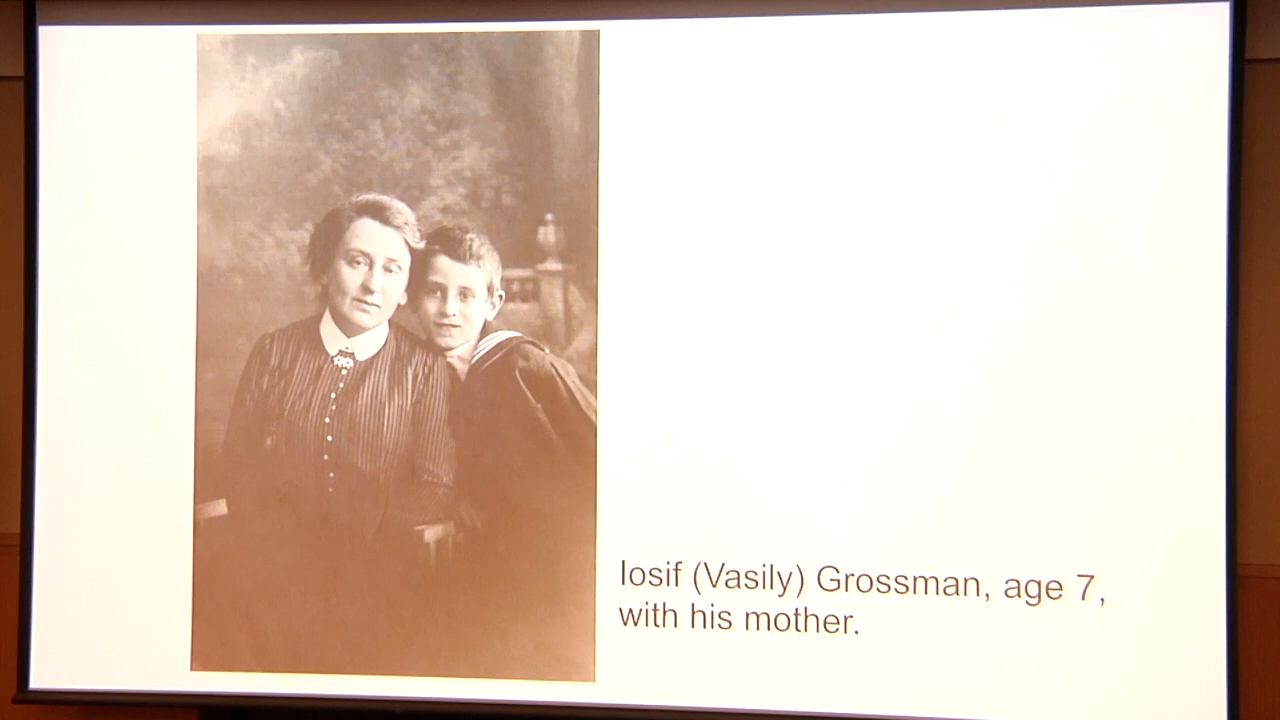 Iosif (Vasily) Grossman, age 7,
with his mother.